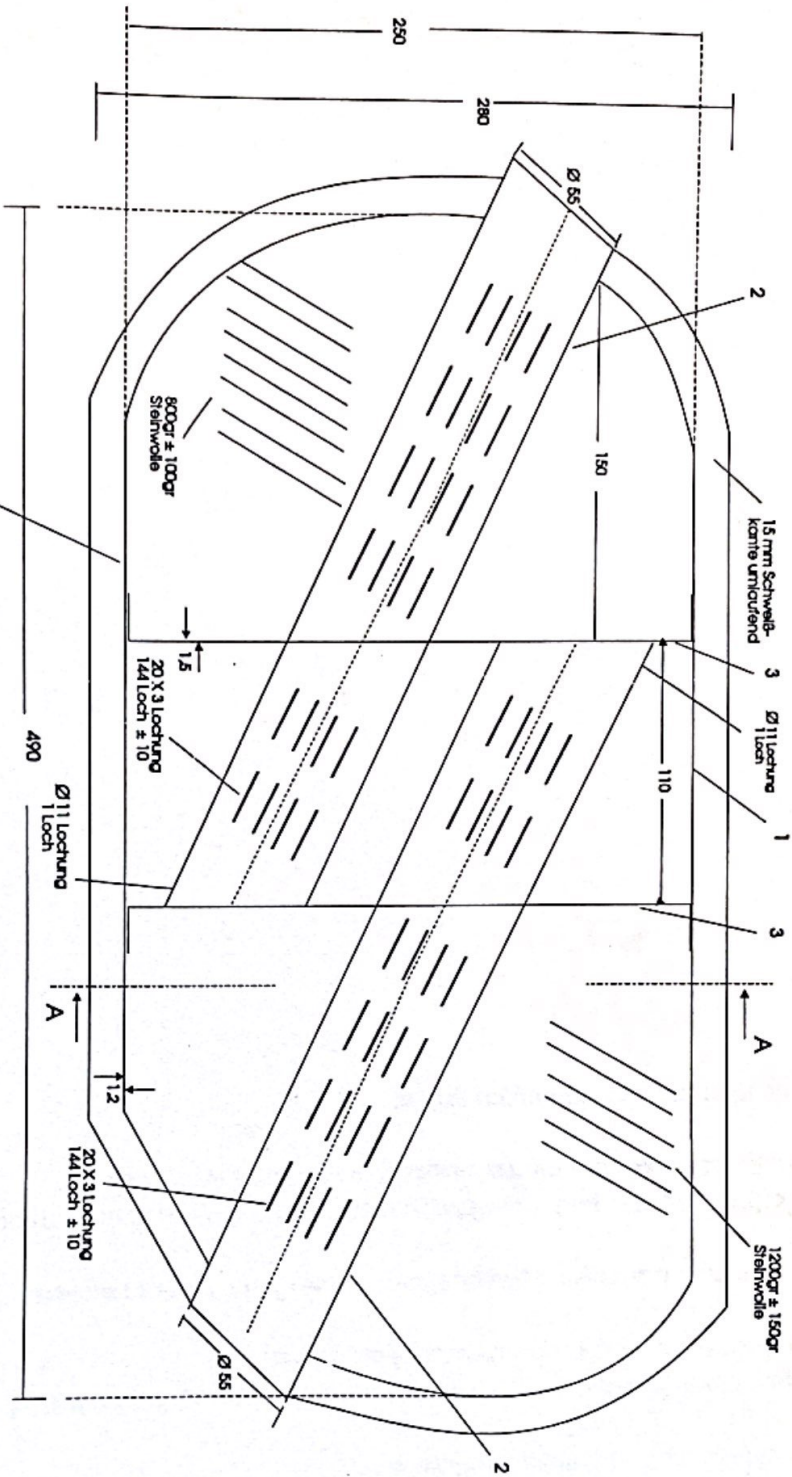 250
280
Ø 55
2
150
15 mm Schweiß-
kante umlaufend
3
Ø 11 Lochung
1 Loch
110
1
3
A
1200gr ± 150gr
Steinwolle
800gr ± 100gr
Steinwolle
1,5
20 X 3 Lochung
144 Loch ± 10
Ø 11 Lochung
1 Loch
A
1,2
20 X 3 Lochung
144 Loch ± 10
Ø 55
2
490